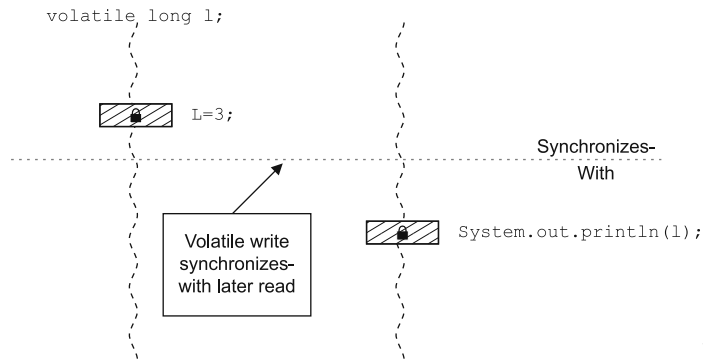 volatile long l;
L=3;
Synchronizes-
With
Volatile write
synchronizes-
with later read
System.out.println(l);